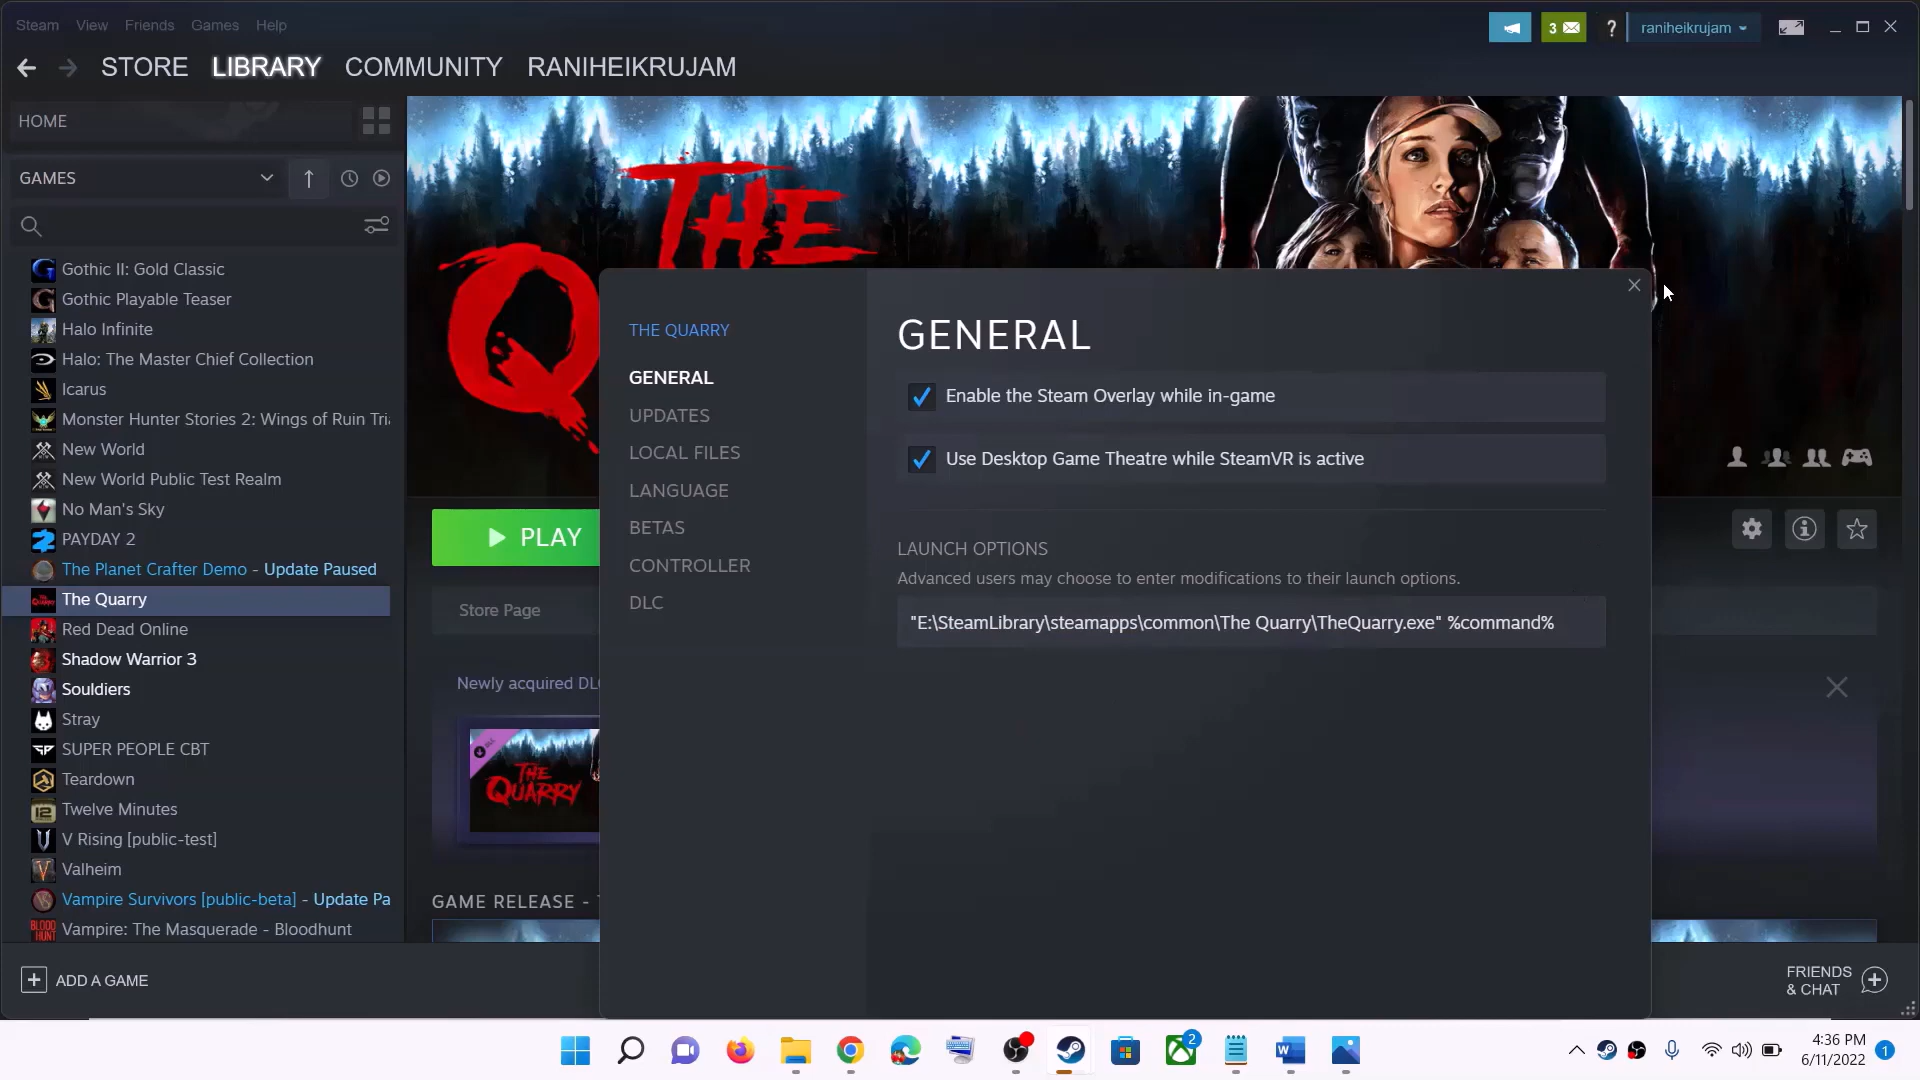 Steam View Friends Games Help
3 ? raniheikrujam
STORE LIBRARY COMMUNITY RANIHEIKRUJAM
HOME
GAMES
Gothic II: Gold Classic
Gothic Playable Teaser
Halo Infinite
Halo: The Master Chief Collection
Icarus
Monster Hunter Stories 2: Wings of Ruin Tria
New World
New World Public Test Realm
No Man's Sky
PAYDAY 2
The Planet Crafter Demo - Update Paused
The Quarry
Red Dead Online
Shadow Warrior 3
Souldiers
Stray
SUPER PEOPLE CBT
Teardown
Twelve Minutes
V Rising [public-test]
Valheim
Vampire Survivors [public-beta] - Update Pa
Vampire: The Masquerade - Bloodhunt
ADD A GAME
THE
Q
PLAY
Store Page
Newly acquired DL
THE
QUARRY
GAME RELEASE -
THE QUARRY
GENERAL
UPDATES
LOCAL FILES
LANGUAGE
BETAS
CONTROLLER
DLC
GENERAL
Enable the Steam Overlay while in-game
Use Desktop Game Theatre while SteamVR is active
LAUNCH OPTIONS
Advanced users may choose to enter modifications to their launch options.
"E:\SteamLibrary\steamapps\common\The Quarry\TheQuarry.exe" %command%
FRIENDS
& CHAT
2
4:36 PM
6/11/2022
1